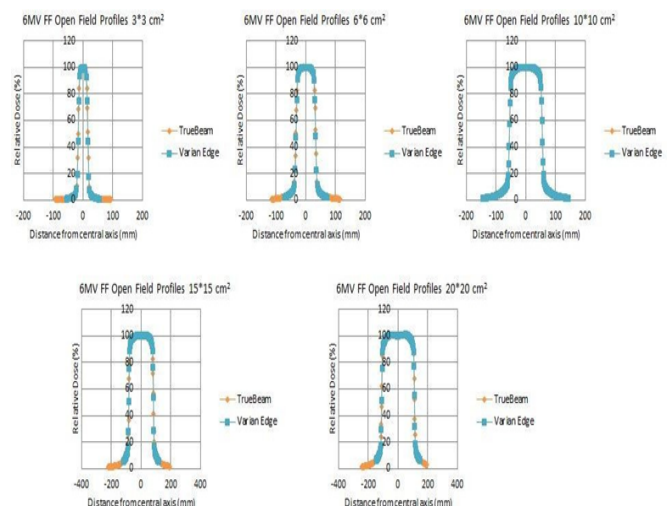 6MV FF Open Field Profiles 3*3 cm²
120
100
80
60
40
20
0
-200 -100 0 100 200
Relative Dose (%)
Distance from central axis (mm)
TrueBeam
Varian Edge
6MV FF Open Field Profiles 6*6 cm²
120
100
80
60
40
20
0
-200 -100 0 100 200
Relative Dose (%)
Distance from central axis (mm)
TrueBeam
Varian Edge
6MV FF Open Field Profiles 10*10 cm²
120
100
80
60
40
20
0
-200 -100 0 100 200
Relative Dose (%)
Distance from central axis (mm)
TrueBeam
Varian Edge
6MV FF Open Field Profiles 15*15 cm²
120
100
80
60
40
20
0
-400 -200 0 200 400
Relative Dose (%)
Distance from central axis (mm)
TrueBeam
Varian Edge
6MV FF Open Field Profiles 20*20 cm²
120
100
80
60
40
20
0
-400 -200 0 200 400
Relative Dose (%)
Distance from central axis (mm)
TrueBeam
Varian Edge